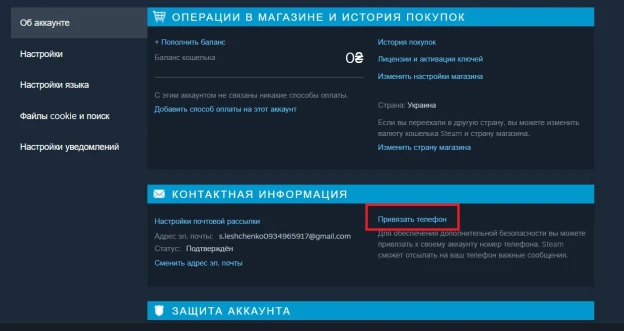 Об аккаунте
Настройки
Настройки языка
Файлы cookie и поиск
Настройки уведомлений
ОПЕРАЦИИ В МАГАЗИНЕ И ИСТОРИЯ ПОКУПОК
+ Пополнить баланс
Баланс кошелька 0₴
С этим аккаунтом не связаны никакие способы оплаты.
Добавить способ оплаты на этот аккаунт
История покупок
Лицензии и активации ключей
Изменить настройки магазина
Страна: Украина
Если вы переехали в другую страну, вы можете изменить
валюту кошелька Steam и страну магазина.
Изменить страну магазина
КОНТАКТНАЯ ИНФОРМАЦИЯ
Настройки почтовой рассылки
Адрес эл. почты: s.leshchenko0934965917@gmail.com
Статус: Подтверждён
Сменить адрес эл. почты
Привязать телефон
Для обеспечения дополнительной безопасности вы можете
привязать к своему аккаунту номер телефона. Steam
сможет отсылать на ваш телефон важные сообщения.
ЗАЩИТА АККАУНТА